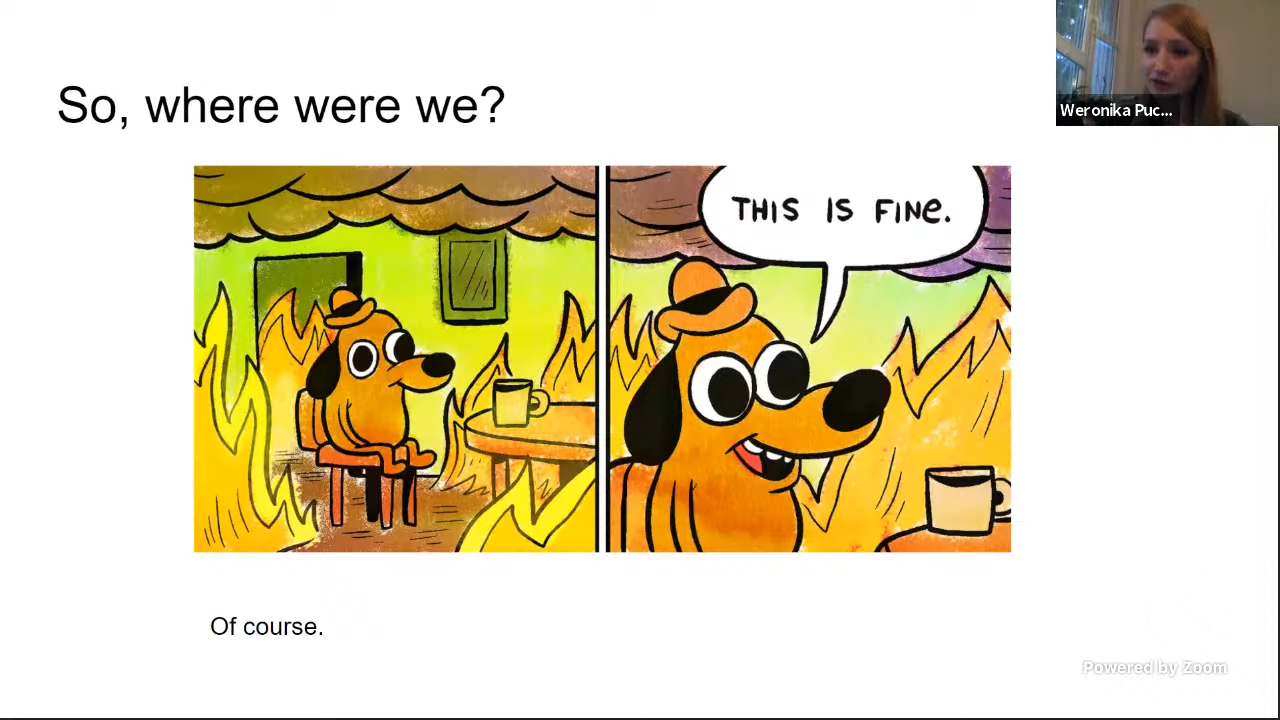 So, where were we?
Weronika Puc...
THIS IS FINE.
Of course.
Powered by Zoom